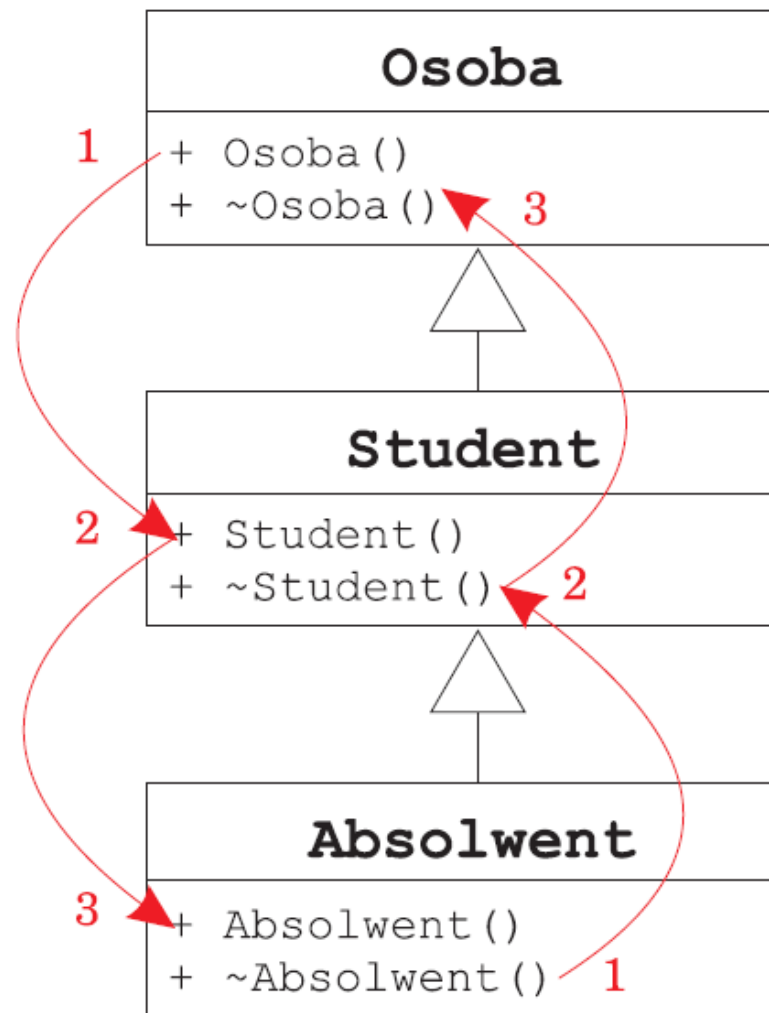 Osoba
1 + Osoba()
+ ~Osoba() 3
Student
2 + Student()
+ ~Student() 2
Absolwent
3 + Absolwent()
+ ~Absolwent() 1